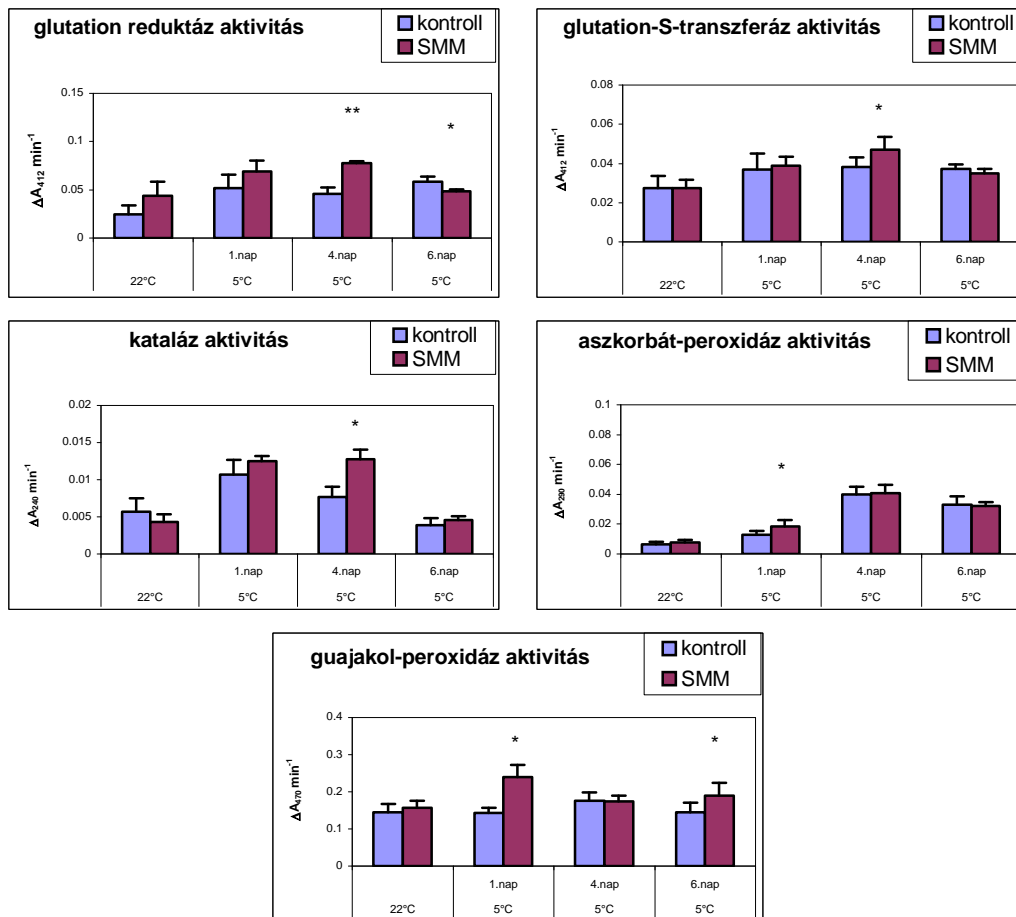 glutation reduktáz aktivitás
kontroll
SMM
0.15
0.1
0.05
0
ΔA412 min-1
**
*
1.nap
4.nap
6.nap
22°C
5°C
5°C
5°C
glutation-S-transzferáz aktivitás
kontroll
SMM
0.08
0.06
0.04
0.02
0
ΔA412 min-1
*
1.nap
4.nap
6.nap
22°C
5°C
5°C
5°C
kataláz aktivitás
kontroll
SMM
0.02
0.015
0.01
0.005
0
ΔA240 min-1
*
1.nap
4.nap
6.nap
22°C
5°C
5°C
5°C
aszkorbát-peroxidáz aktivitás
kontroll
SMM
0.1
0.08
0.06
0.04
0.02
0
ΔA290 min-1
*
1.nap
4.nap
6.nap
22°C
5°C
5°C
5°C
guajakol-peroxidáz aktivitás
kontroll
SMM
0.4
0.3
0.2
0.1
0
ΔA470 min-1
*
*
1.nap
4.nap
6.nap
22°C
5°C
5°C
5°C